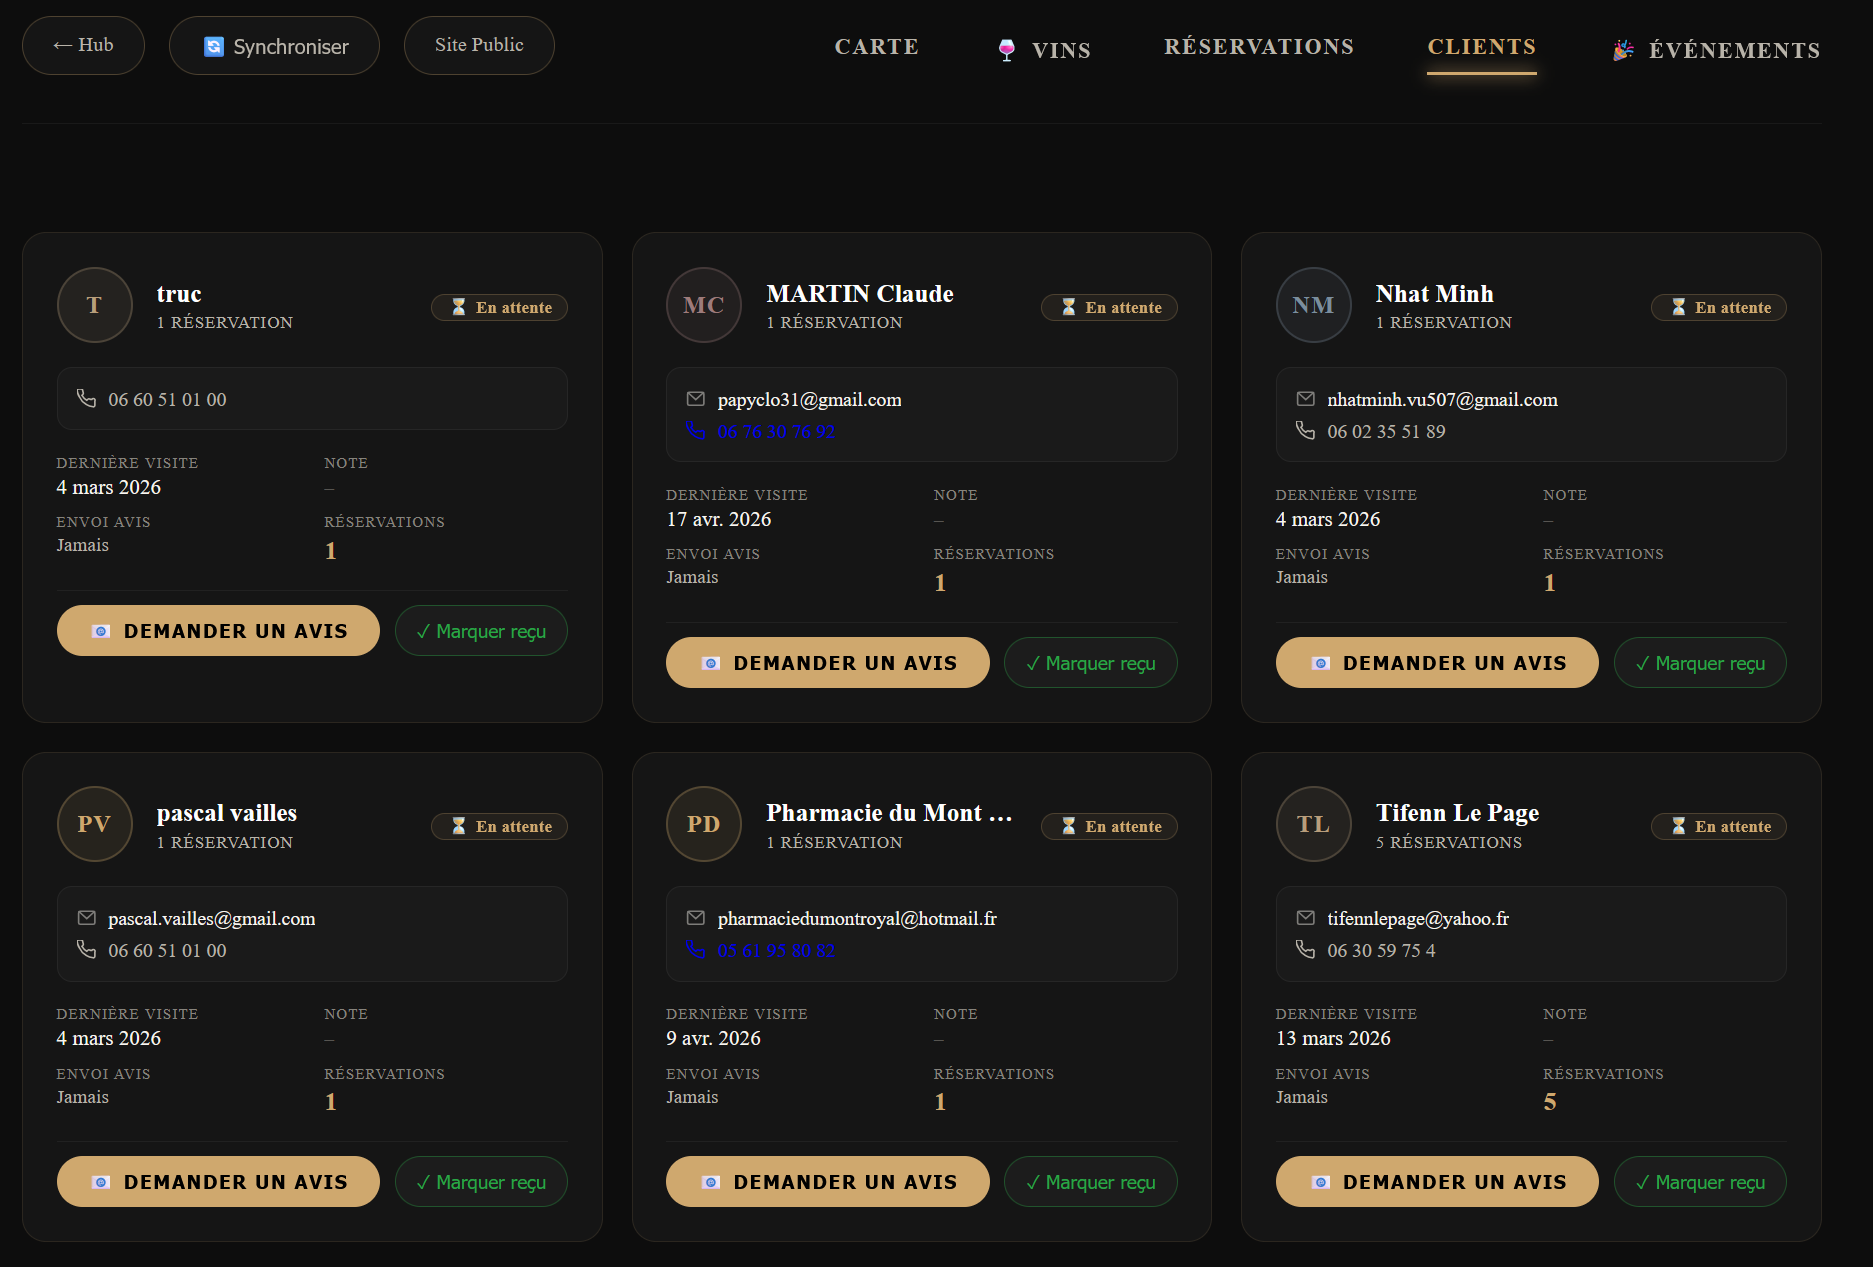 ← Hub
Synchroniser
Site Public
CARTE
VINS
RÉSERVATIONS
CLIENTS
ÉVÉNEMENTS
T
truc
1 RÉSERVATION
En attente
06 60 51 01 00
DERNIÈRE VISITE
4 mars 2026
NOTE
–
ENVOI AVIS
Jamais
RÉSERVATIONS
1
DEMANDER UN AVIS
✓ Marquer reçu
MC
MARTIN Claude
1 RÉSERVATION
En attente
papyclo31@gmail.com
06 76 30 76 92
DERNIÈRE VISITE
17 avr. 2026
NOTE
–
ENVOI AVIS
Jamais
RÉSERVATIONS
1
DEMANDER UN AVIS
✓ Marquer reçu
NM
Nhat Minh
1 RÉSERVATION
En attente
nhatminh.vu507@gmail.com
06 02 35 51 89
DERNIÈRE VISITE
4 mars 2026
NOTE
–
ENVOI AVIS
Jamais
RÉSERVATIONS
1
DEMANDER UN AVIS
✓ Marquer reçu
PV
pascal vailles
1 RÉSERVATION
En attente
pascal.vailles@gmail.com
06 60 51 01 00
DERNIÈRE VISITE
4 mars 2026
NOTE
–
ENVOI AVIS
Jamais
RÉSERVATIONS
1
DEMANDER UN AVIS
✓ Marquer reçu
PD
Pharmacie du Mont ...
1 RÉSERVATION
En attente
pharmaciedumontroyal@hotmail.fr
05 61 95 80 82
DERNIÈRE VISITE
9 avr. 2026
NOTE
–
ENVOI AVIS
Jamais
RÉSERVATIONS
1
DEMANDER UN AVIS
✓ Marquer reçu
TL
Tifenn Le Page
5 RÉSERVATIONS
En attente
tifennlepage@yahoo.fr
06 30 59 75 4
DERNIÈRE VISITE
13 mars 2026
NOTE
–
ENVOI AVIS
Jamais
RÉSERVATIONS
5
DEMANDER UN AVIS
✓ Marquer reçu